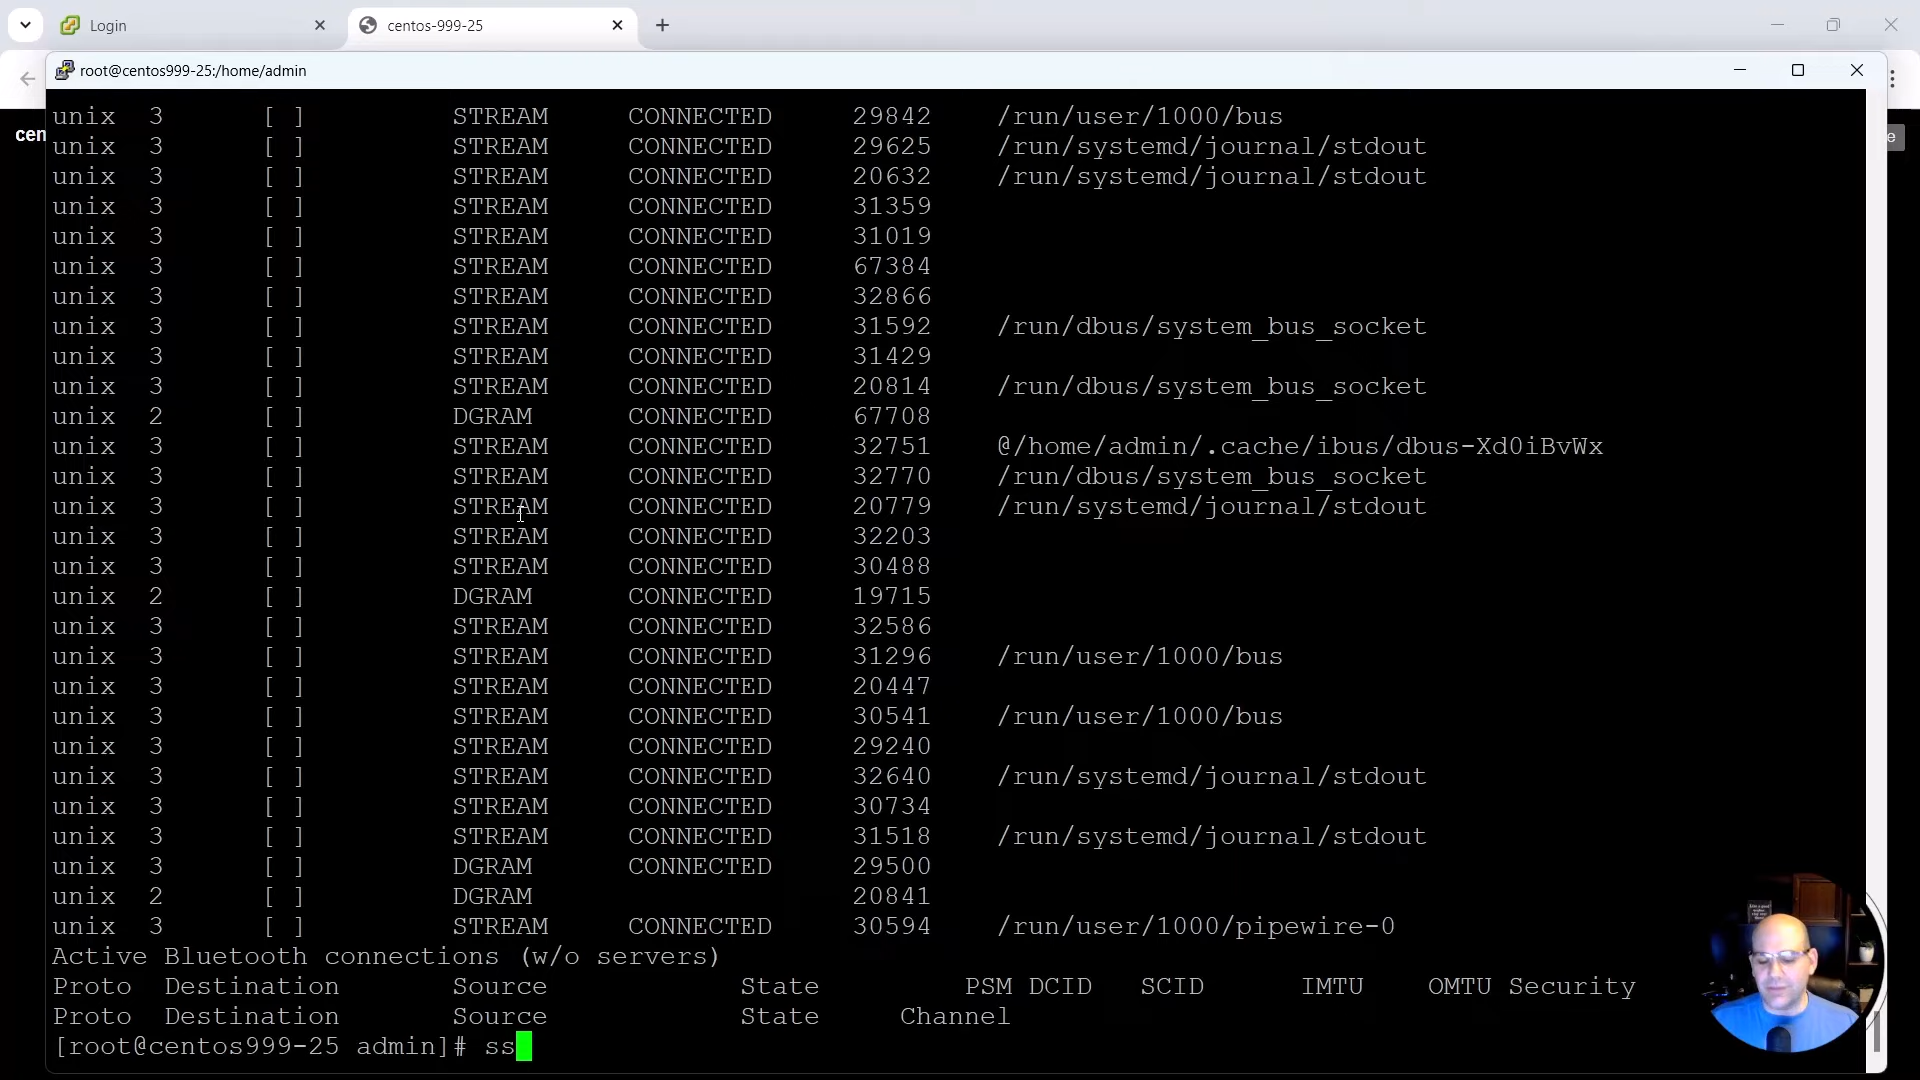 Login
centos-999-25
root@centos999-25:/home/admin
cen
e
unix 3 [ ] STREAM CONNECTED 29842 /run/user/1000/bus
unix 3 [ ] STREAM CONNECTED 29625 /run/systemd/journal/stdout
unix 3 [ ] STREAM CONNECTED 20632 /run/systemd/journal/stdout
unix 3 [ ] STREAM CONNECTED 31359
unix 3 [ ] STREAM CONNECTED 31019
unix 3 [ ] STREAM CONNECTED 67384
unix 3 [ ] STREAM CONNECTED 32866
unix 3 [ ] STREAM CONNECTED 31592 /run/dbus/system_bus_socket
unix 3 [ ] STREAM CONNECTED 31429
unix 3 [ ] STREAM CONNECTED 20814 /run/dbus/system_bus_socket
unix 2 [ ] DGRAM CONNECTED 67708
unix 3 [ ] STREAM CONNECTED 32751 @/home/admin/.cache/ibus/dbus-Xd0iBvWx
unix 3 [ ] STREAM CONNECTED 32770 /run/dbus/system_bus_socket
unix 3 [ ] STREAM CONNECTED 20779 /run/systemd/journal/stdout
unix 3 [ ] STREAM CONNECTED 32203
unix 3 [ ] STREAM CONNECTED 30488
unix 2 [ ] DGRAM CONNECTED 19715
unix 3 [ ] STREAM CONNECTED 32586
unix 3 [ ] STREAM CONNECTED 31296 /run/user/1000/bus
unix 3 [ ] STREAM CONNECTED 20447
unix 3 [ ] STREAM CONNECTED 30541 /run/user/1000/bus
unix 3 [ ] STREAM CONNECTED 29240
unix 3 [ ] STREAM CONNECTED 32640 /run/systemd/journal/stdout
unix 3 [ ] STREAM CONNECTED 30734
unix 3 [ ] STREAM CONNECTED 31518 /run/systemd/journal/stdout
unix 3 [ ] DGRAM CONNECTED 29500
unix 2 [ ] DGRAM 20841
unix 3 [ ] STREAM CONNECTED 30594 /run/user/1000/pipewire-0
Active Bluetooth connections (w/o servers)
Proto Destination Source State PSM DCID SCID IMTU OMTU Security
Proto Destination Source State Channel
[root@centos999-25 admin]# ss